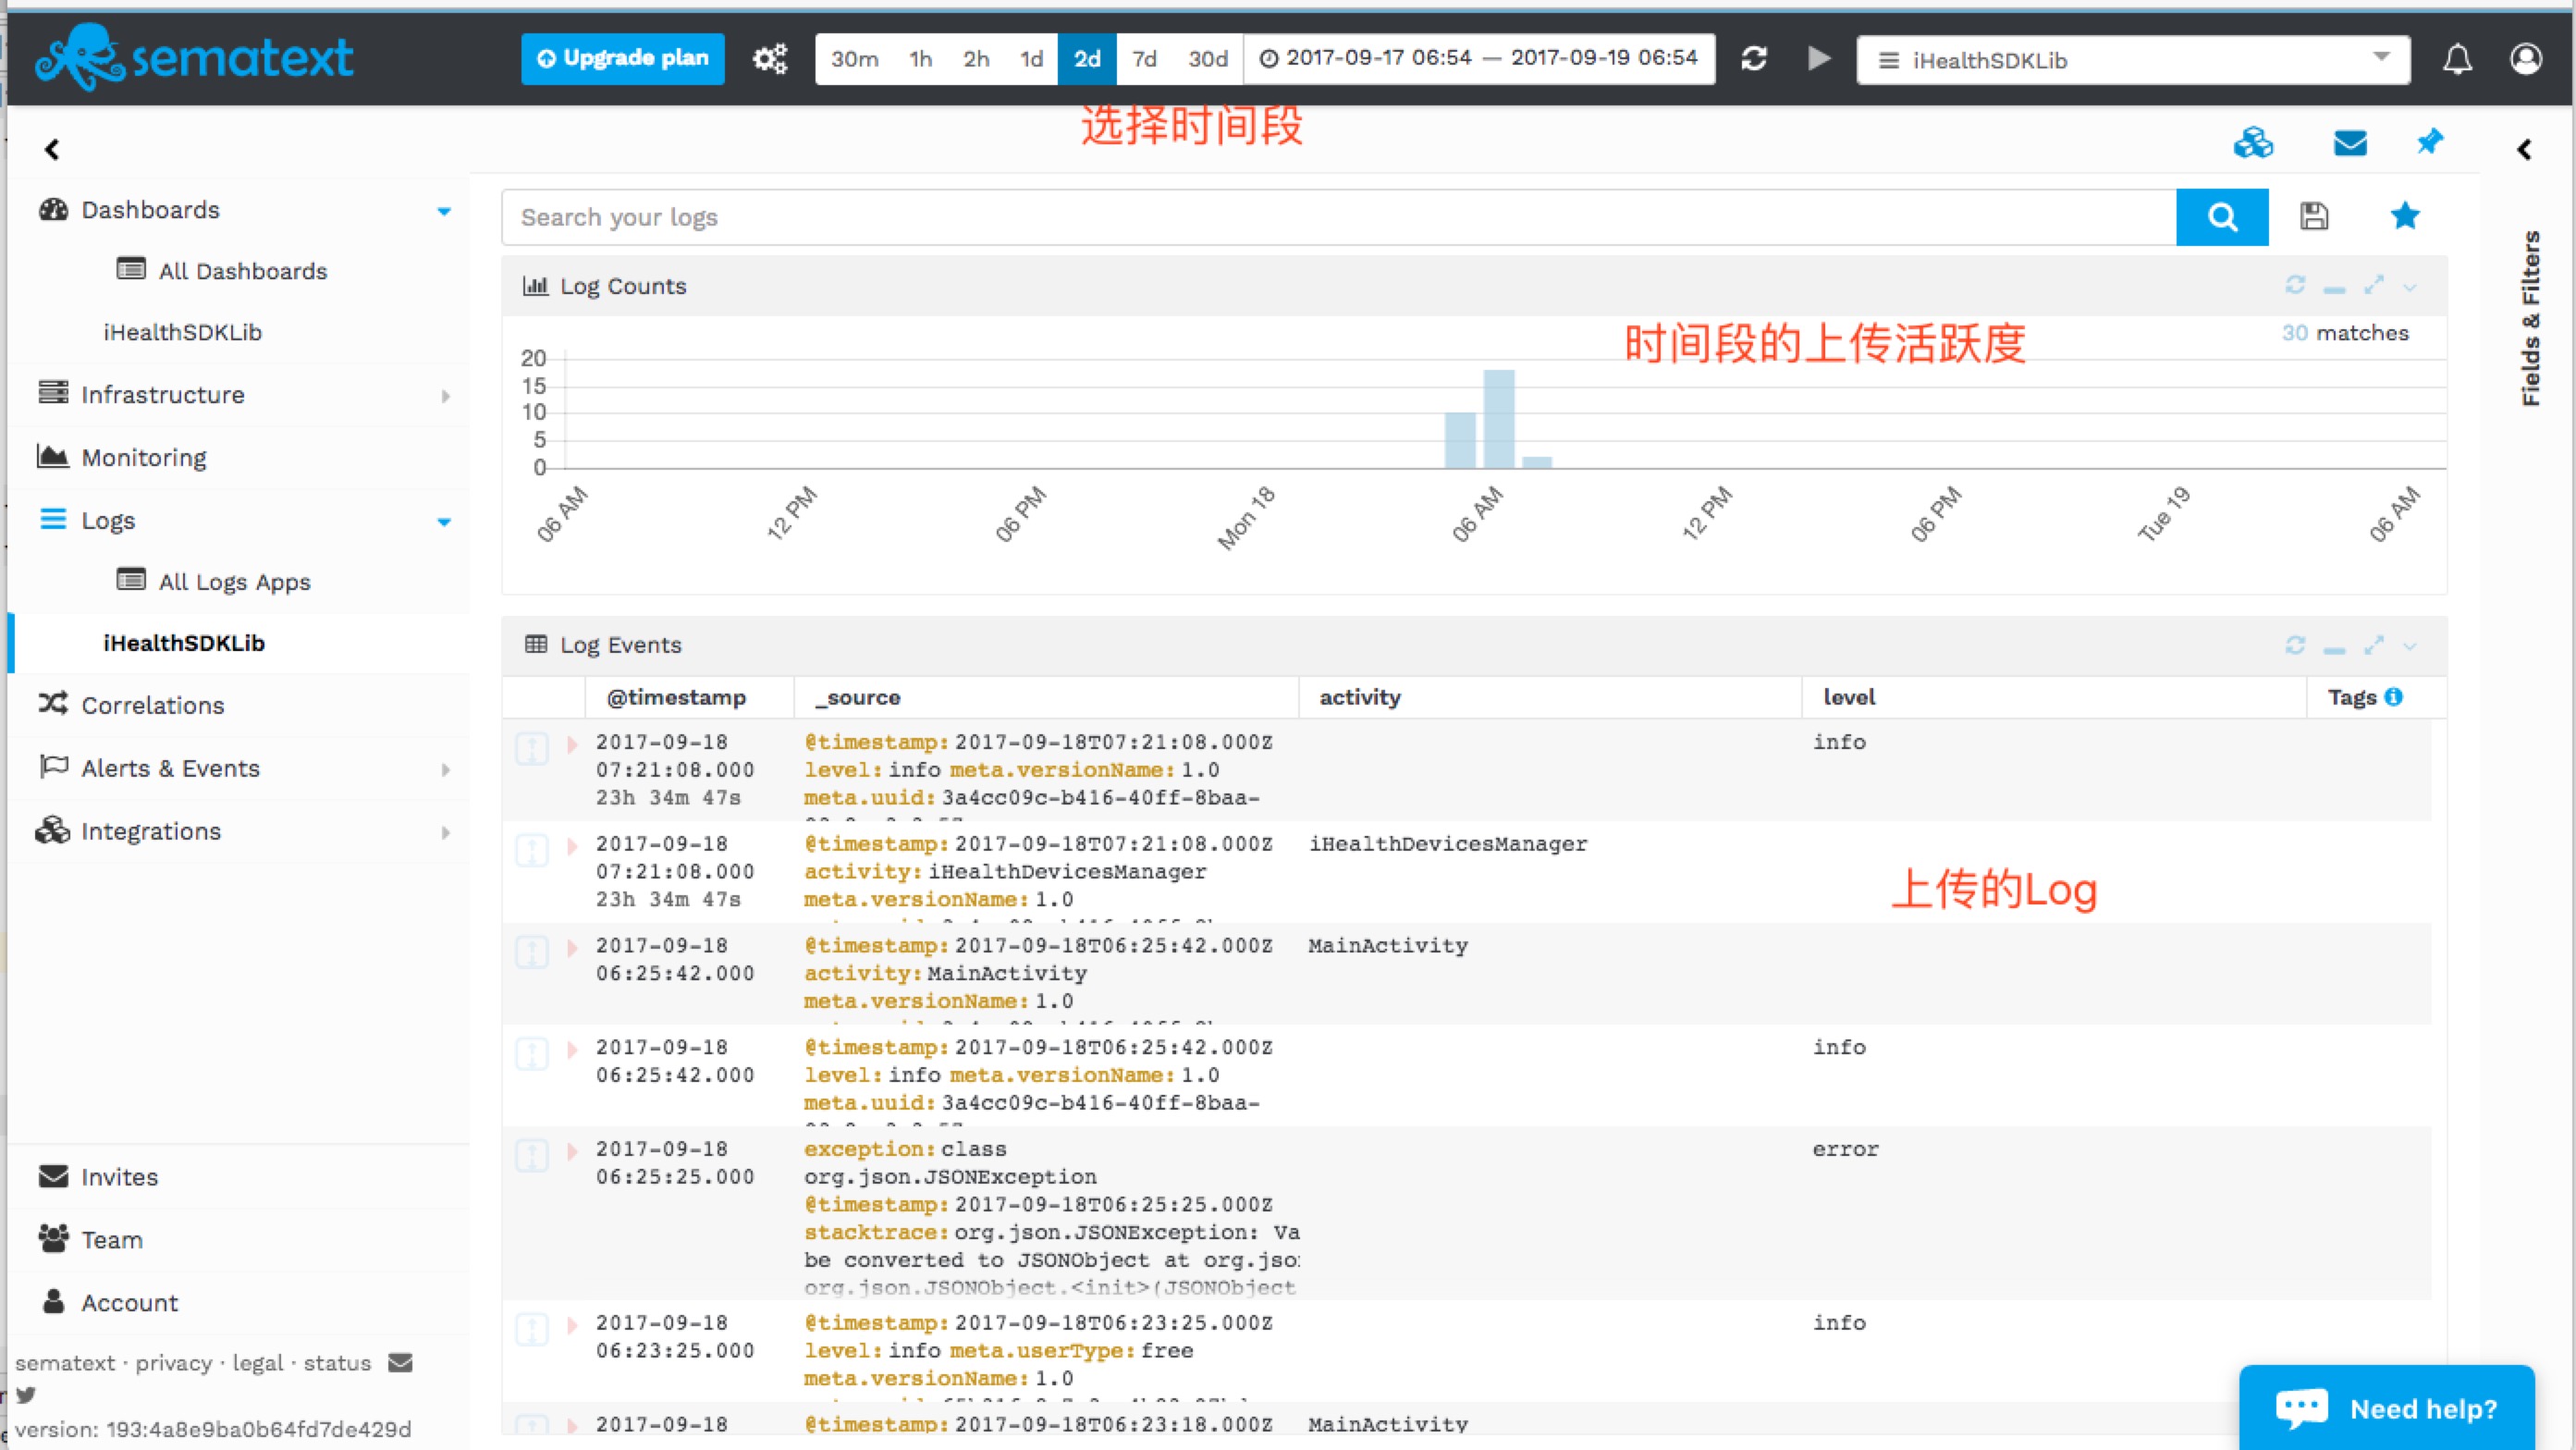 sematext
Upgrade plan
30m 1h 2h 1d 2d 7d 30d 2017-09-17 06:54 — 2017-09-19 06:54
iHealthSDKLib
选择时间段
Dashboards
All Dashboards
iHealthSDKLib
Infrastructure
Monitoring
Logs
All Logs Apps
iHealthSDKLib
Correlations
Alerts & Events
Integrations
Invites
Team
Account
sematext · privacy · legal · status
version: 193:4a8e9ba0b64fd7de429d
Search your logs
Fields & Filters
Log Counts
时间段的上传活跃度
30 matches
20
15
10
5
0
06 AM 12 PM 06 PM Mon 18 06 AM 12 PM 06 PM Tue 19 06 AM
Log Events
@timestamp _source activity level Tags
2017-09-18 @timestamp: 2017-09-18T07:21:08.000Z info
07:21:08.000 level: info meta.versionName: 1.0
23h 34m 47s meta.uuid: 3a4cc09c-b416-40ff-8baa-
2017-09-18 @timestamp: 2017-09-18T07:21:08.000Z iHealthDevicesManager
07:21:08.000 activity: iHealthDevicesManager
23h 34m 47s meta.versionName: 1.0
上传的Log
2017-09-18 @timestamp: 2017-09-18T06:25:42.000Z MainActivity
06:25:42.000 activity: MainActivity
meta.versionName: 1.0
2017-09-18 @timestamp: 2017-09-18T06:25:42.000Z info
06:25:42.000 level: info meta.versionName: 1.0
meta.uuid: 3a4cc09c-b416-40ff-8baa-
2017-09-18 exception: class error
06:25:25.000 org.json.JSONException
@timestamp: 2017-09-18T06:25:25.000Z
stacktrace: org.json.JSONException: Va
be converted to JSONObject at org.jso
org.json.JSONObject.<init>(JSONObject
2017-09-18 @timestamp: 2017-09-18T06:23:25.000Z info
06:23:25.000 level: info meta.userType: free
meta.versionName: 1.0
2017-09-18 @timestamp: 2017-09-18T06:23:18.000Z MainActivity
Need help?